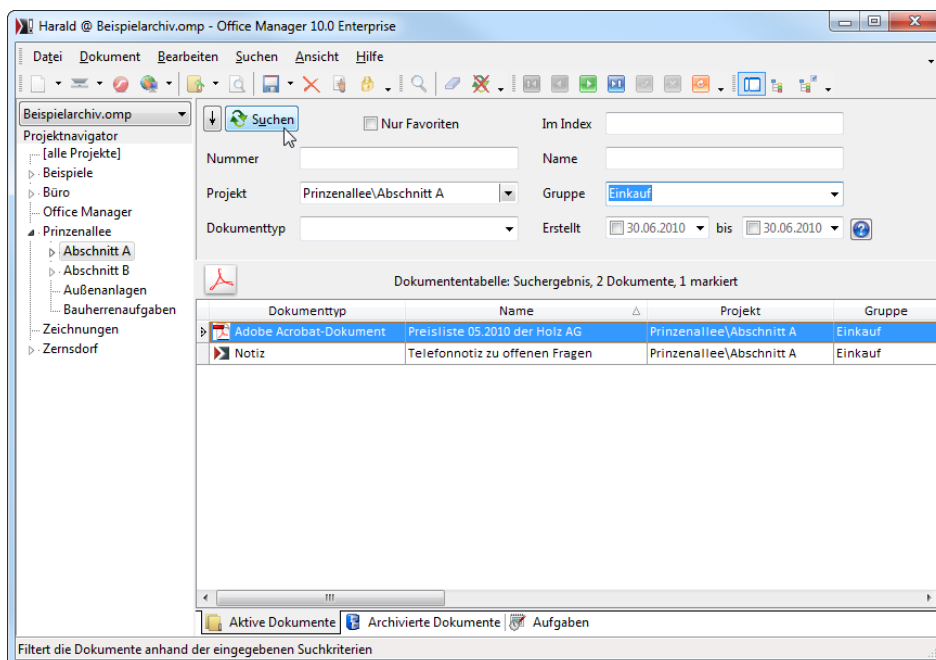 Harald @ Beispielarchiv.omp - Office Manager 10.0 Enterprise
Datei Dokument Bearbeiten Suchen Ansicht Hilfe
Beispielarchiv.omp
Projektnavigator
[alle Projekte]
Beispiele
Büro
Office Manager
Prinzenallee
Abschnitt A
Abschnitt B
Außenanlagen
Bauherrenaufgaben
Zeichnungen
Zernsdorf
Suchen Nur Favoriten Im Index
Nummer Name
Projekt Prinzenallee\Abschnitt A Gruppe Einkauf
Dokumenttyp Erstellt 30.06.2010 bis 30.06.2010
Dokumententabelle: Suchergebnis, 2 Dokumente, 1 markiert
Dokumenttyp Name Projekt Gruppe
Adobe Acrobat-Dokument Preisliste 05.2010 der Holz AG Prinzenallee\Abschnitt A Einkauf
Notiz Telefonnotiz zu offenen Fragen Prinzenallee\Abschnitt A Einkauf
Aktive Dokumente Archivierte Dokumente Aufgaben
Filtert die Dokumente anhand der eingegebenen Suchkriterien